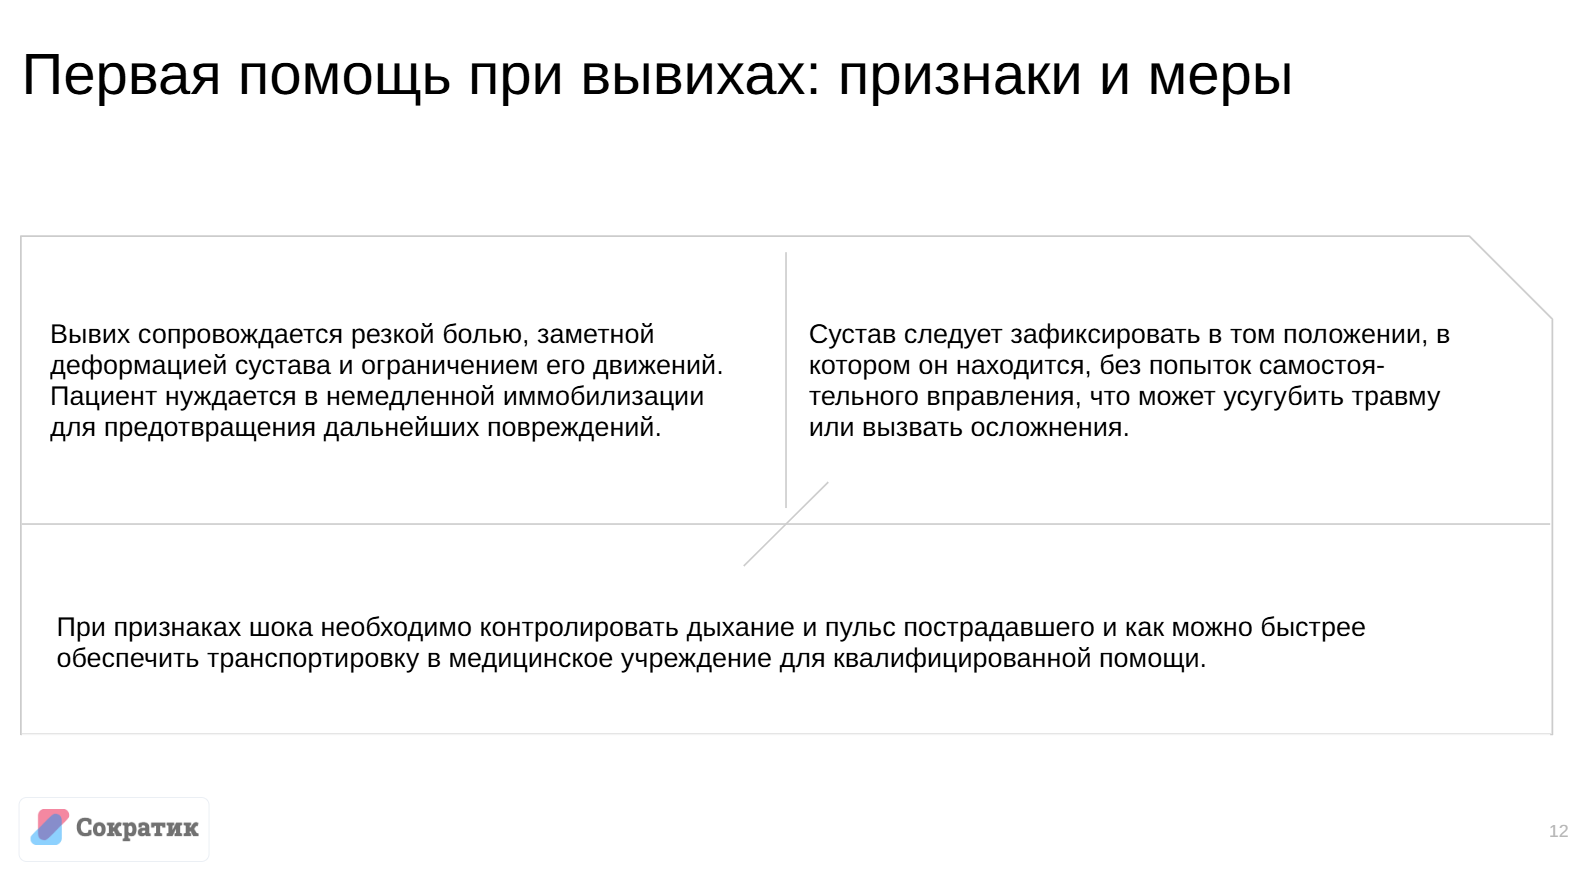 Первая помощь при вывихах: признаки и меры
Вывих сопровождается резкой болью, заметной
деформацией сустава и ограничением его движений.
Пациент нуждается в немедленной иммобилизации
для предотвращения дальнейших повреждений.
Сустав следует зафиксировать в том положении, в
котором он находится, без попыток самостоя-
тельного вправления, что может усугубить травму
или вызвать осложнения.
При признаках шока необходимо контролировать дыхание и пульс пострадавшего и как можно быстрее
обеспечить транспортировку в медицинское учреждение для квалифицированной помощи.
Сократик
12